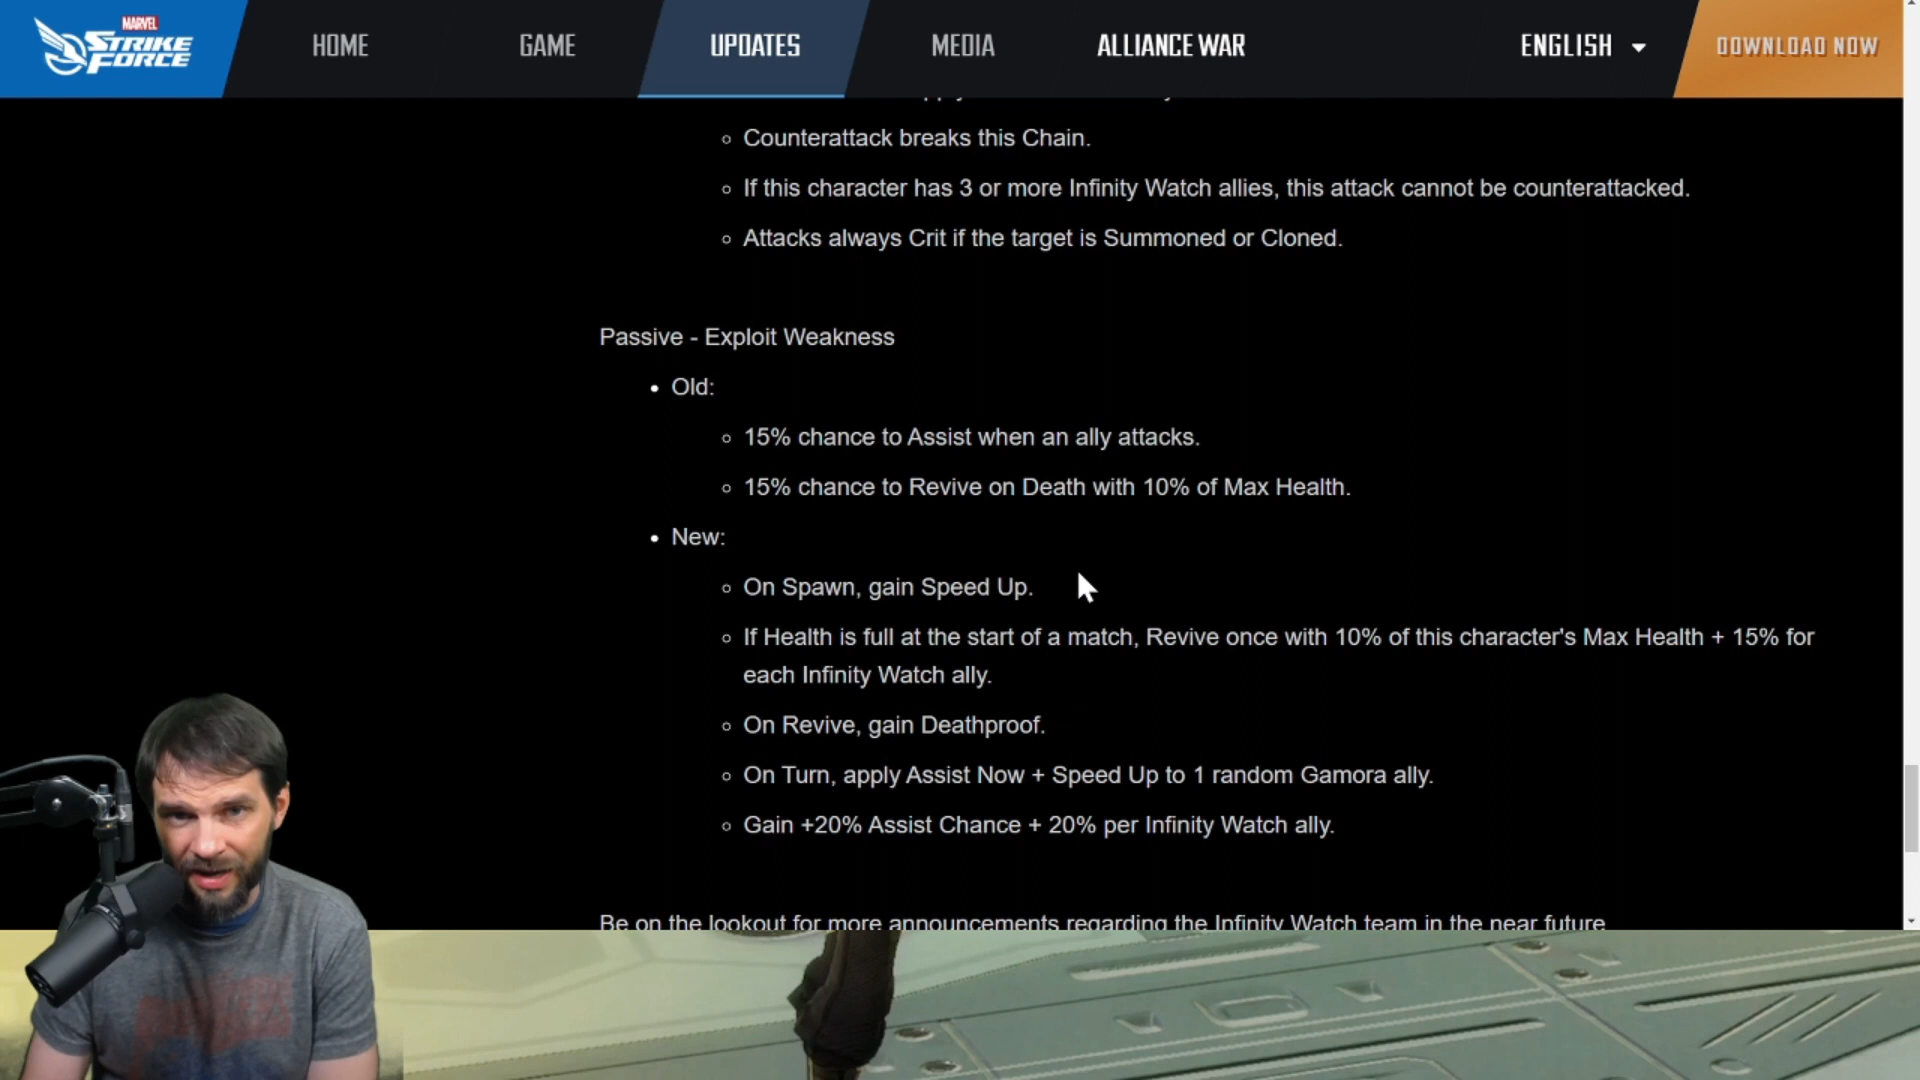 MARVEL
STRIKE
FORCE
HOME
GAME
UPDATES
MEDIA
ALLIANCE WAR
ENGLISH
DOWNLOAD NOW
Counterattack breaks this Chain.
If this character has 3 or more Infinity Watch allies, this attack cannot be counterattacked.
Attacks always Crit if the target is Summoned or Cloned.
Passive - Exploit Weakness
Old:
15% chance to Assist when an ally attacks.
15% chance to Revive on Death with 10% of Max Health.
New:
On Spawn, gain Speed Up.
If Health is full at the start of a match, Revive once with 10% of this character's Max Health + 15% for
each Infinity Watch ally.
On Revive, gain Deathproof.
On Turn, apply Assist Now + Speed Up to 1 random Gamora ally.
Gain +20% Assist Chance + 20% per Infinity Watch ally.
Be on the lookout for more announcements regarding the Infinity Watch team in the near future